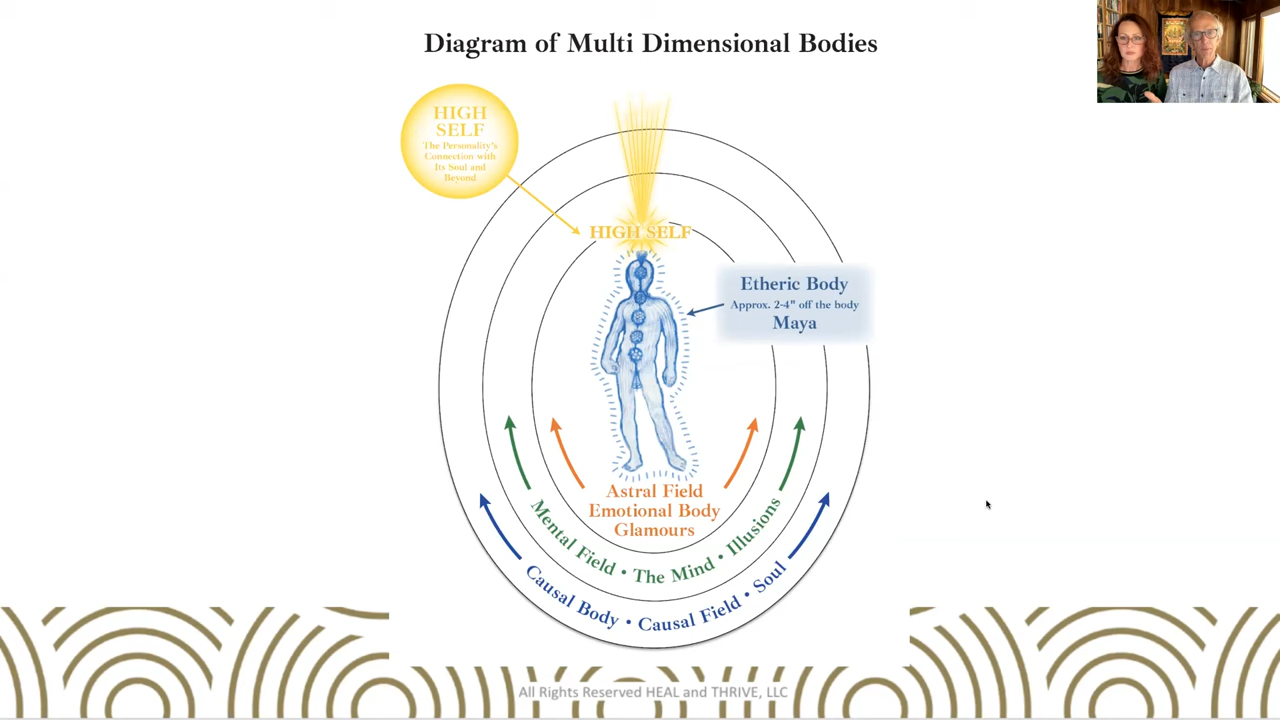 Diagram of Multi Dimensional Bodies
HIGH
SELF
The Personality's
Connection with
Its Soul and
Beyond
HIGH SELF
Etheric Body
Approx. 2-4" off the body
Maya
Astral Field
Emotional Body
Glamours
Mental Field • The Mind • Illusions
Causal Body • Causal Field • Soul
All Rights Reserved HEAL and THRIVE, LLC